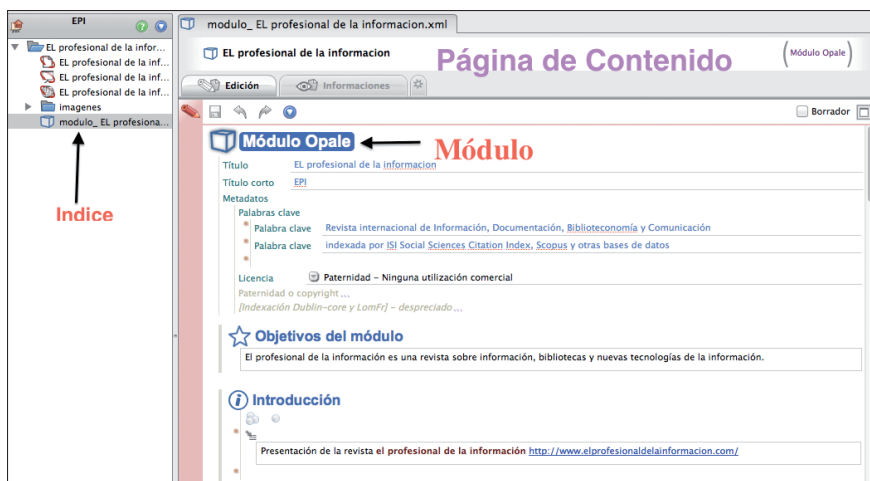 EPI
EL profesional de la infor...
EL profesional de la inf...
EL profesional de la inf...
EL profesional de la inf...
imagenes
modulo_ EL profesiona...
Indice
modulo_ EL profesional de la informacion.xml
EL profesional de la informacion
Página de Contenido
(Módulo Opale)
Edición
Informaciones
Borrador
Módulo Opale
Módulo
Título EL profesional de la informacion
Título corto EPI
Metadatos
Palabras clave
Palabra clave Revista internacional de Información, Documentación, Biblioteconomía y Comunicación
Palabra clave indexada por ISI Social Sciences Citation Index, Scopus y otras bases de datos
Licencia Paternidad – Ninguna utilización comercial
Paternidad o copyright ...
[Indexación Dublin-core y LomFr] – despreciado ...
Objetivos del módulo
El profesional de la información es una revista sobre información, bibliotecas y nuevas tecnologías de la información.
Introducción
Presentación de la revista el profesional de la información http://www.elprofesionaldelainformacion.com/